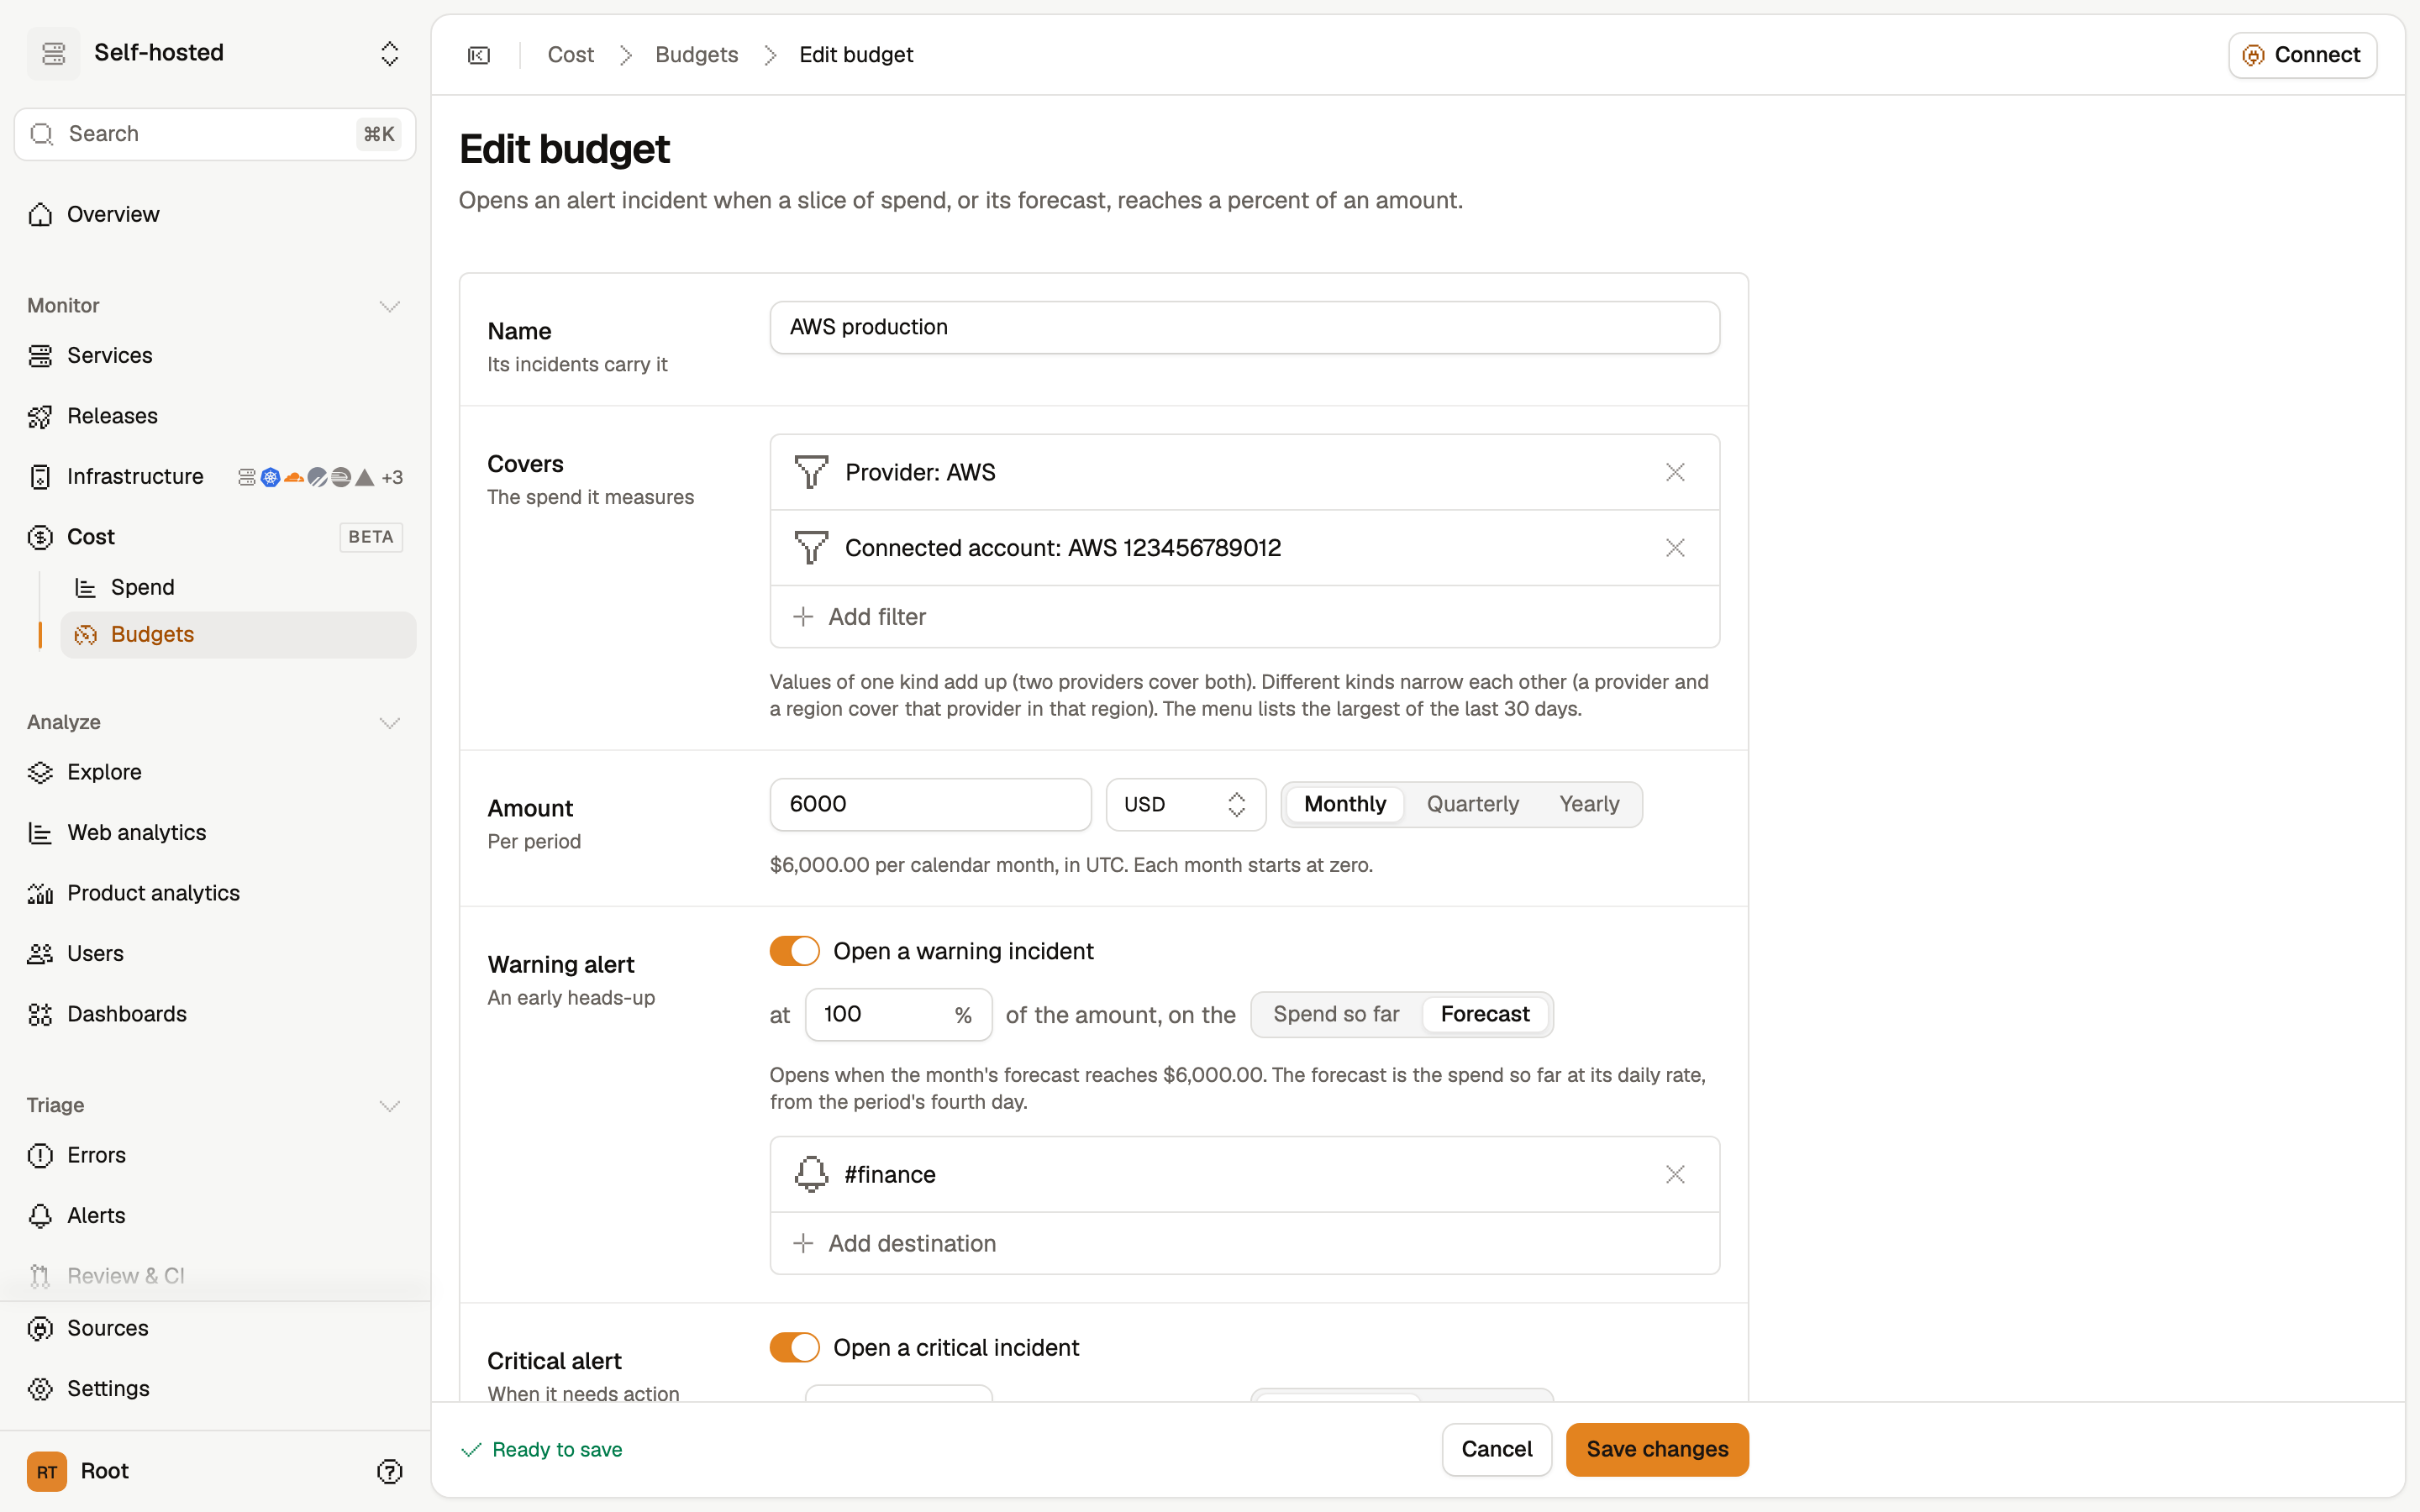 Self-hosted
Search
⌘K
Overview
Monitor
Services
Releases
Infrastructure
+3
Cost
BETA
Spend
Budgets
Analyze
Explore
Web analytics
Product analytics
Users
Dashboards
Triage
Errors
Alerts
Review & CI
Sources
Settings
RT
Root
Cost
Budgets
Edit budget
Connect
Edit budget
Opens an alert incident when a slice of spend, or its forecast, reaches a percent of an amount.
Name
Its incidents carry it
AWS production
Covers
The spend it measures
Provider: AWS
Connected account: AWS 123456789012
Add filter
Values of one kind add up (two providers cover both). Different kinds narrow each other (a provider and
a region cover that provider in that region). The menu lists the largest of the last 30 days.
Amount
Per period
6000
USD
Monthly
Quarterly
Yearly
$6,000.00 per calendar month, in UTC. Each month starts at zero.
Warning alert
An early heads-up
Open a warning incident
at 100 % of the amount, on the Spend so far Forecast
Opens when the month's forecast reaches $6,000.00. The forecast is the spend so far at its daily rate,
from the period's fourth day.
#finance
Add destination
Critical alert
When it needs action
Open a critical incident
Ready to save
Cancel
Save changes